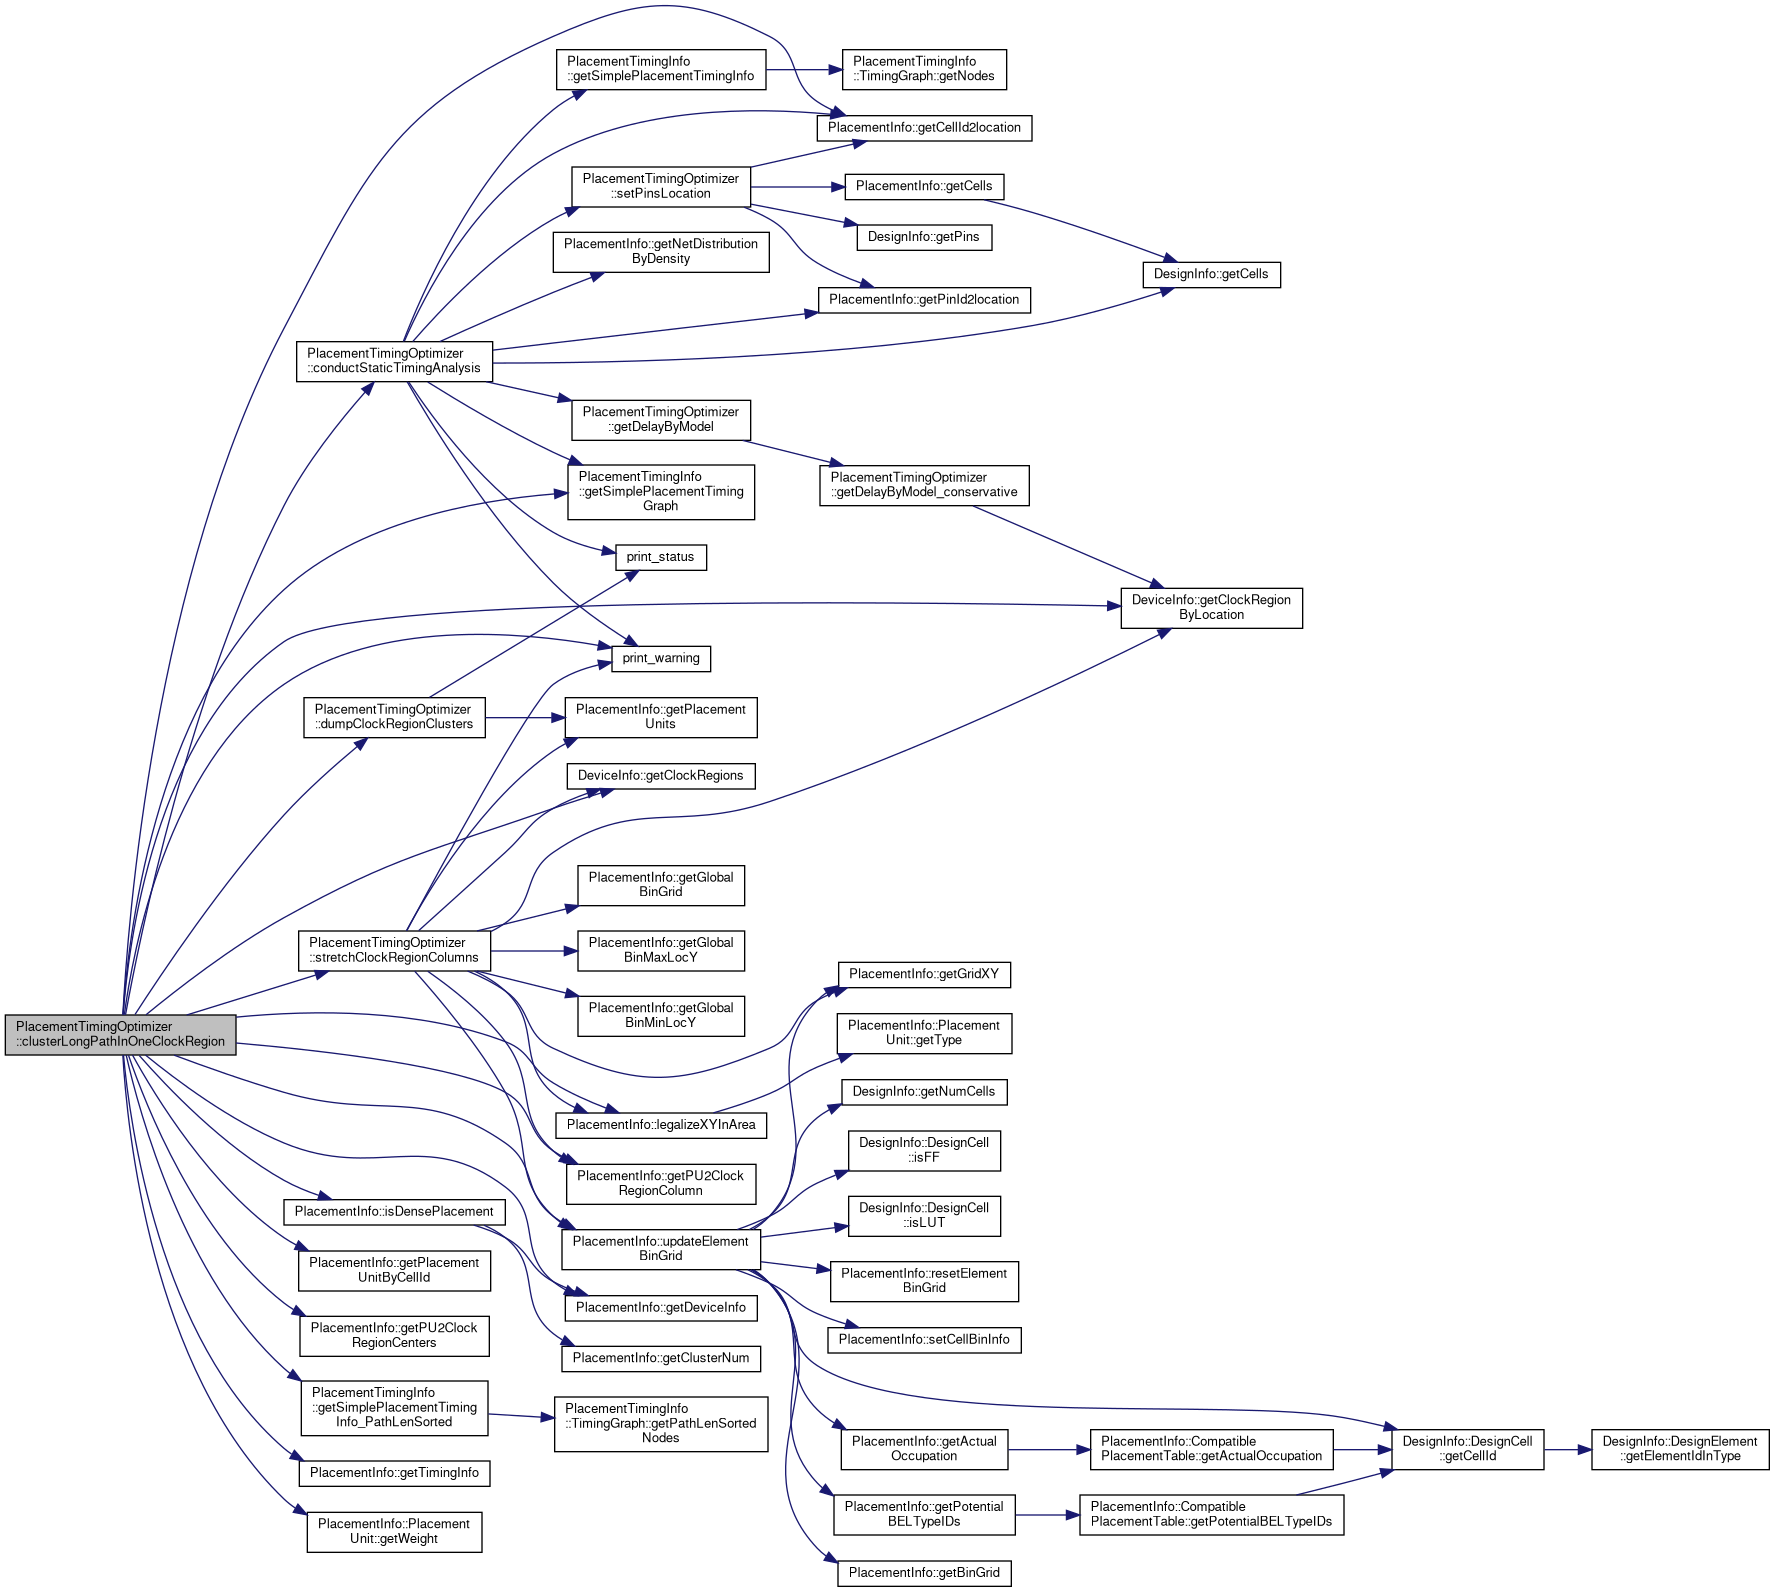 PlacementTimingInfo
::getSimplePlacementTimingInfo
PlacementTimingInfo
::TimingGraph::getNodes
PlacementInfo::getCellId2location
PlacementTimingOptimizer
::setPinsLocation
PlacementInfo::getCells
DesignInfo::getPins
PlacementInfo::getNetDistribution
ByDensity
DesignInfo::getCells
PlacementInfo::getPinId2location
PlacementTimingOptimizer
::conductStaticTimingAnalysis
PlacementTimingOptimizer
::getDelayByModel
PlacementTimingInfo
::getSimplePlacementTiming
Graph
PlacementTimingOptimizer
::getDelayByModel_conservative
print_status
DeviceInfo::getClockRegion
ByLocation
print_warning
PlacementTimingOptimizer
::dumpClockRegionClusters
PlacementInfo::getPlacement
Units
DeviceInfo::getClockRegions
PlacementInfo::getGlobal
BinGrid
PlacementTimingOptimizer
::stretchClockRegionColumns
PlacementInfo::getGlobal
BinMaxLocY
PlacementInfo::getGridXY
PlacementInfo::getGlobal
BinMinLocY
PlacementTimingOptimizer
::clusterLongPathInOneClockRegion
PlacementInfo::Placement
Unit::getType
DesignInfo::getNumCells
PlacementInfo::legalizeXYInArea
DesignInfo::DesignCell
::isFF
PlacementInfo::getPU2Clock
RegionColumn
PlacementInfo::isDensePlacement
DesignInfo::DesignCell
::isLUT
PlacementInfo::updateElement
BinGrid
PlacementInfo::getPlacement
UnitByCellId
PlacementInfo::resetElement
BinGrid
PlacementInfo::getDeviceInfo
PlacementInfo::getPU2Clock
RegionCenters
PlacementInfo::setCellBinInfo
PlacementInfo::getClusterNum
PlacementTimingInfo
::getSimplePlacementTiming
Info_PathLenSorted
PlacementTimingInfo
::TimingGraph::getPathLenSorted
Nodes
PlacementInfo::getActual
Occupation
PlacementInfo::Compatible
PlacementTable::getActualOccupation
DesignInfo::DesignCell
::getCellId
DesignInfo::DesignElement
::getElementIdInType
PlacementInfo::getTimingInfo
PlacementInfo::getPotential
BELTypeIDs
PlacementInfo::Compatible
PlacementTable::getPotentialBELTypeIDs
PlacementInfo::Placement
Unit::getWeight
PlacementInfo::getBinGrid